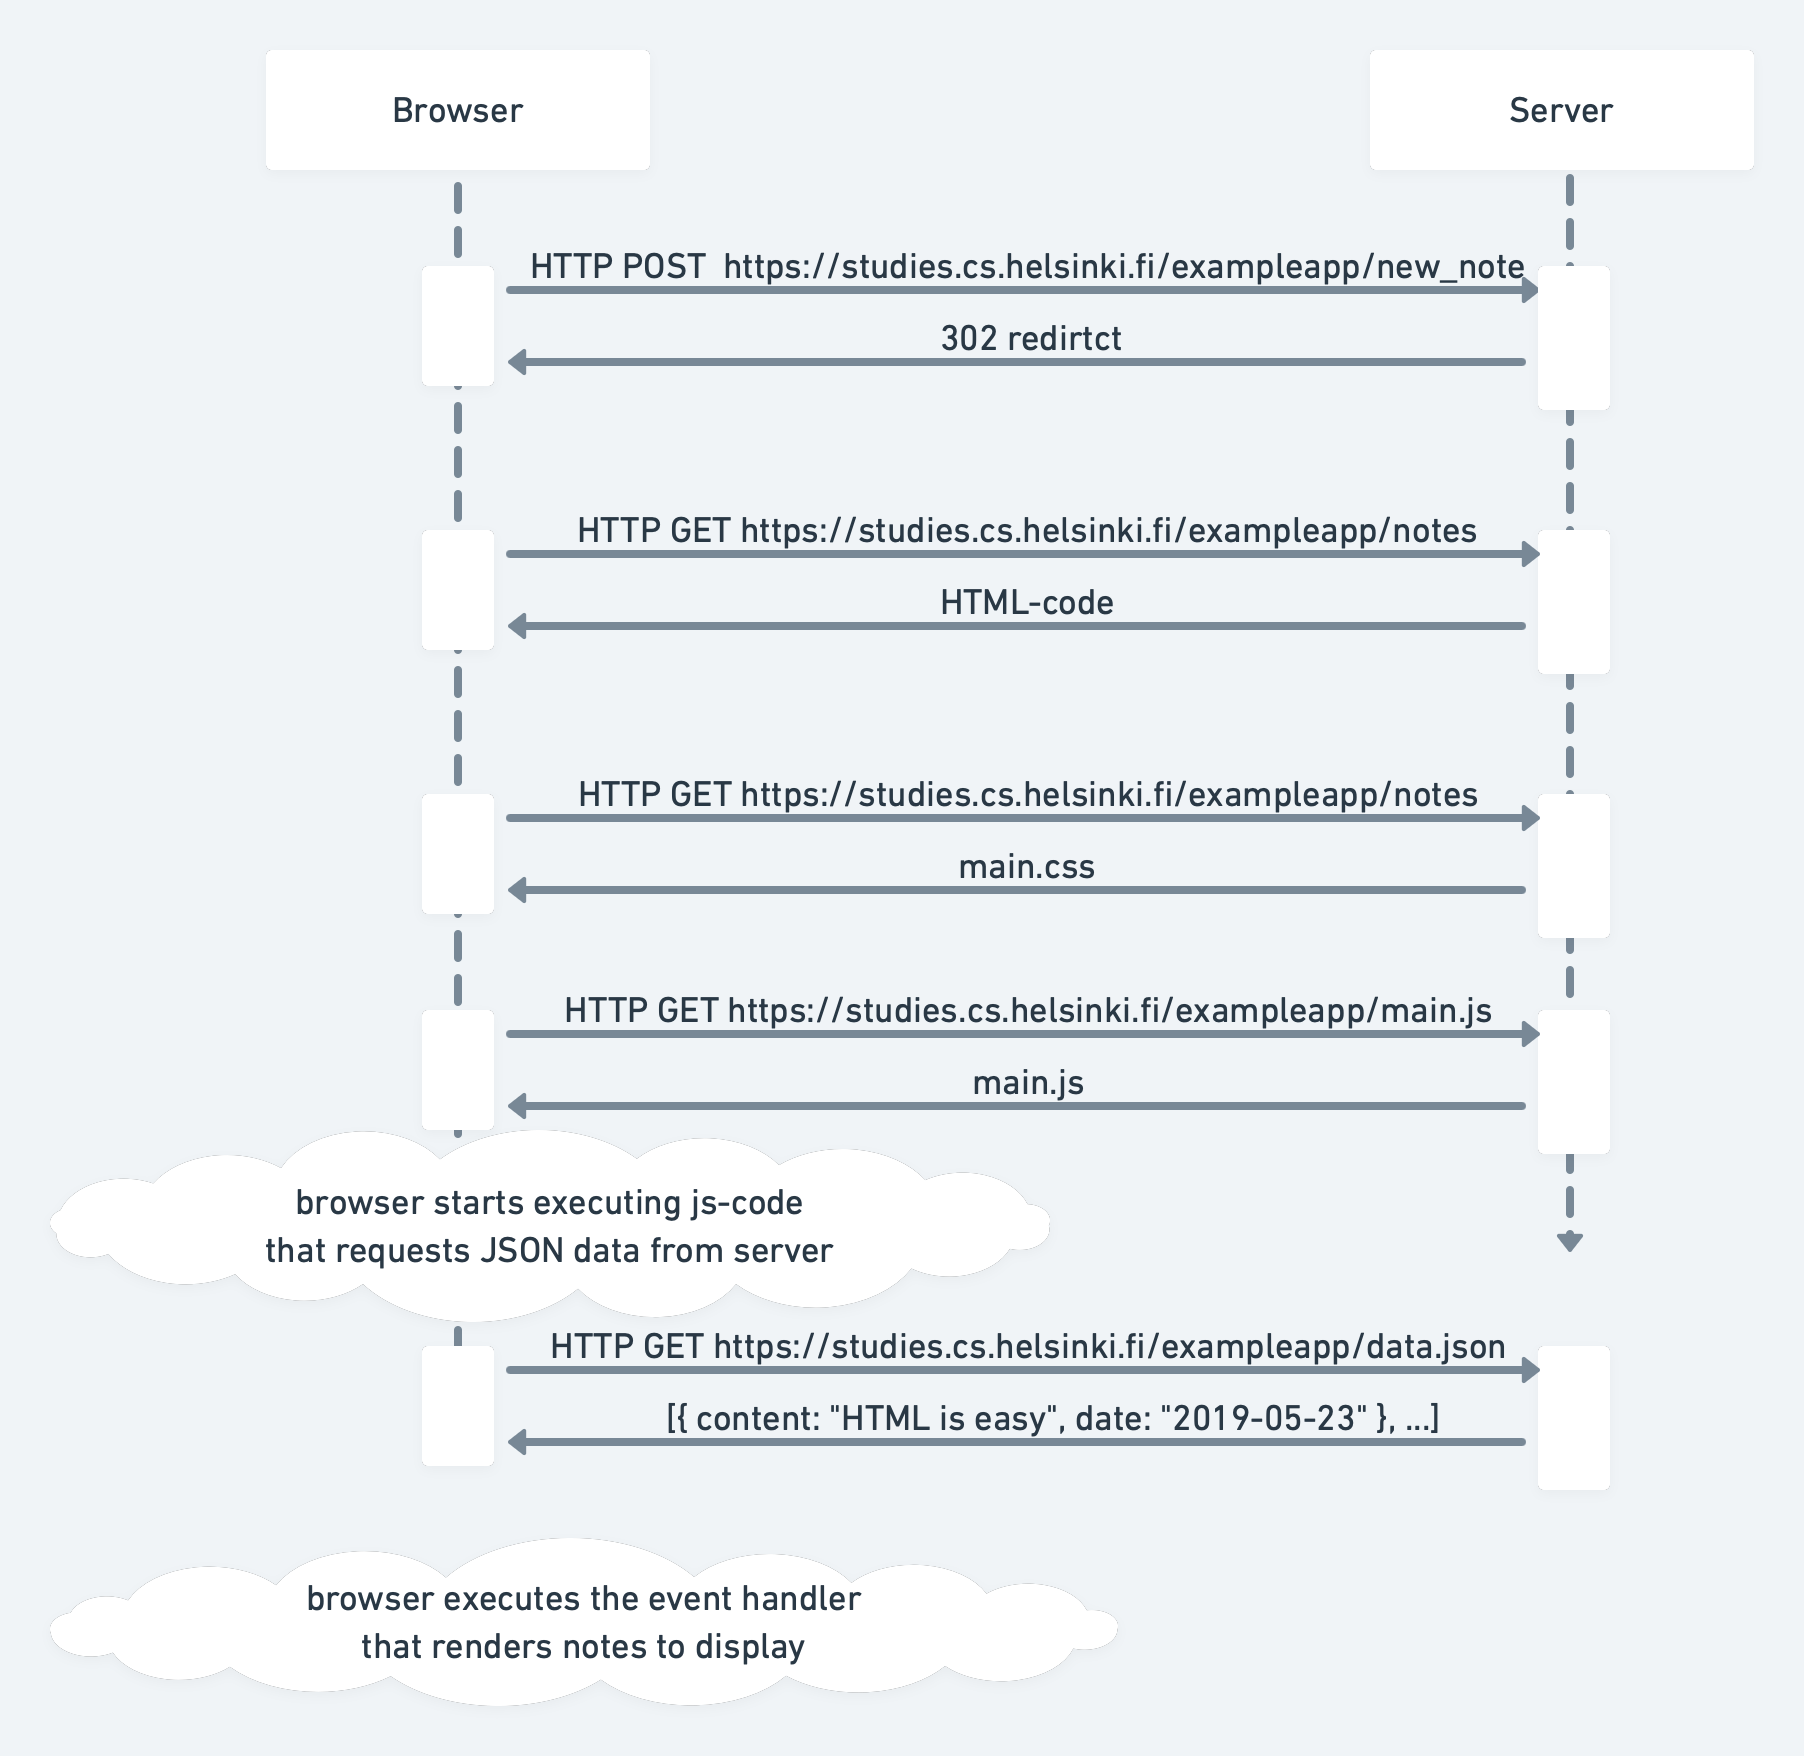 Browser
Server
HTTP POST  https://studies.cs.helsinki.fi/exampleapp/new_note
302 redirtct
HTTP GET https://studies.cs.helsinki.fi/exampleapp/notes
HTML-code
HTTP GET https://studies.cs.helsinki.fi/exampleapp/notes
main.css
HTTP GET https://studies.cs.helsinki.fi/exampleapp/main.js
main.js
browser starts executing js-code
that requests JSON data from server
HTTP GET https://studies.cs.helsinki.fi/exampleapp/data.json
[{ content: "HTML is easy", date: "2019-05-23" }, ...]
browser executes the event handler
that renders notes to display